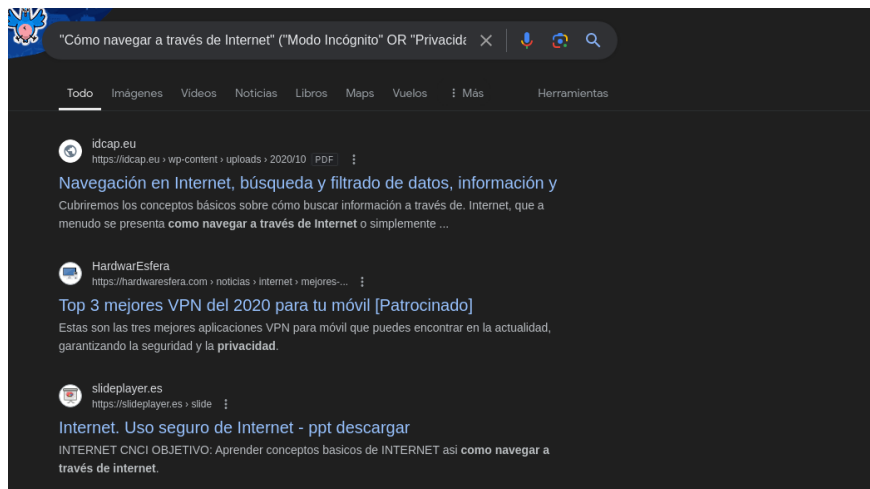 "Cómo navegar a través de Internet" ("Modo Incógnito" OR "Privacida
Todo Imágenes Videos Noticias Libros Maps Vuelos Más Herramientas
idcap.eu
https://idcap.eu › wp-content › uploads › 2020/10 PDF
Navegación en Internet, búsqueda y filtrado de datos, información y
Cubriremos los conceptos básicos sobre cómo buscar información a través de. Internet, que a
menudo se presenta como navegar a través de Internet o simplemente ...
HardwarEsfera
https://hardwaresfera.com › noticias › internet › mejores-...
Top 3 mejores VPN del 2020 para tu móvil [Patrocinado]
Estas son las tres mejores aplicaciones VPN para móvil que puedes encontrar en la actualidad,
garantizando la seguridad y la privacidad.
slideplayer.es
https://slideplayer.es › slide
Internet. Uso seguro de Internet - ppt descargar
INTERNET CNCI OBJETIVO: Aprender conceptos basicos de INTERNET asi como navegar a
través de internet.